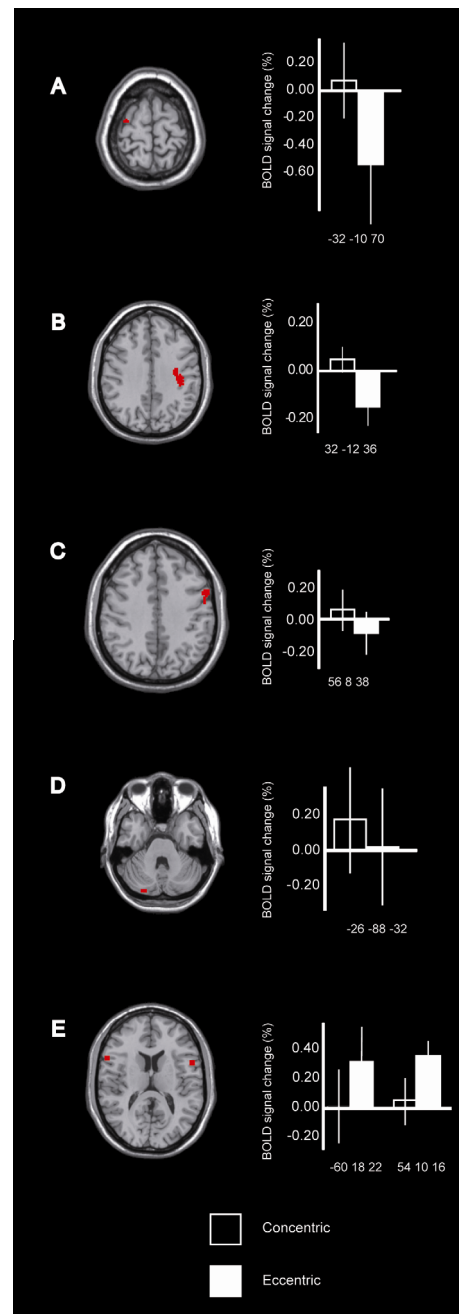 A
BOLD signal change (%)
0.20
0.00
-0.20
-0.40
-0.60
-32 -10 70
B
BOLD signal change (%)
0.20
0.00
-0.20
32 -12 36
C
BOLD signal change (%)
0.20
0.00
-0.20
56 8 38
D
BOLD signal change (%)
0.20
0.00
-0.20
-26 -88 -32
E
BOLD signal change (%)
0.40
0.20
0.00
-0.20
-60 18 22 54 10 16
Concentric
Eccentric